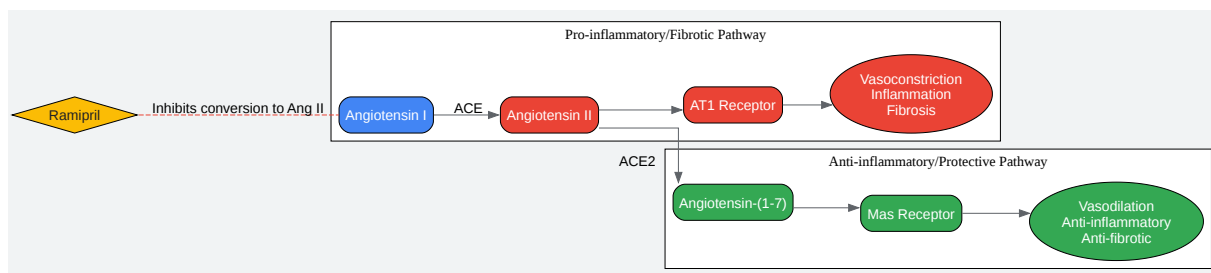 Pro-inflammatory/Fibrotic Pathway
Ramipril
Inhibits conversion to Ang II
Angiotensin I
ACE
Angiotensin II
AT1 Receptor
Vasoconstriction
Inflammation
Fibrosis
ACE2
Anti-inflammatory/Protective Pathway
Angiotensin-(1-7)
Mas Receptor
Vasodilation
Anti-inflammatory
Anti-fibrotic